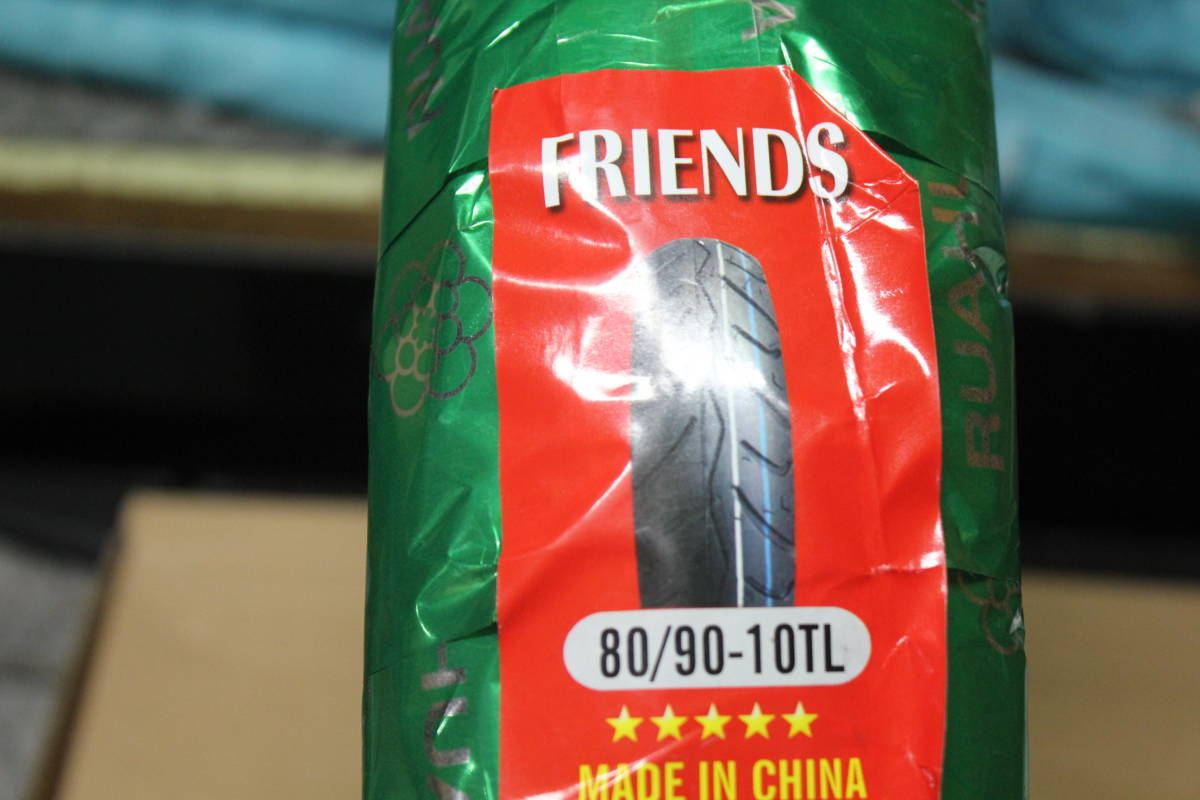 FRIENDS
80/90-10TL
MADE IN CHINA